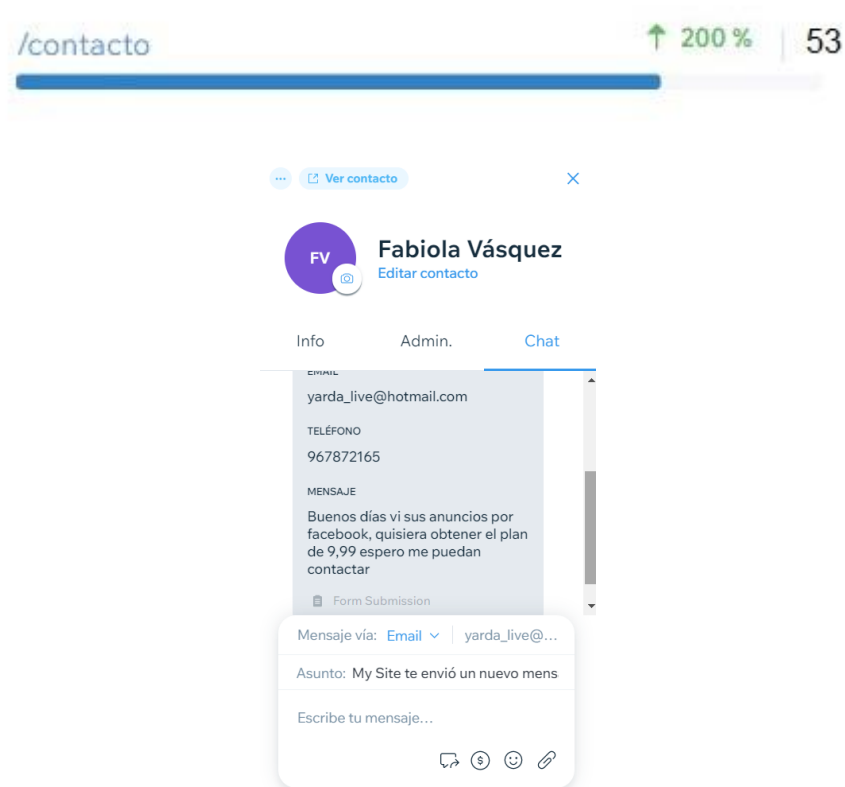 /contacto
↑ 200 % | 53
... Ver contacto
FV
Fabiola Vásquez
Editar contacto
Info Admin. Chat
EMAIL
yarda_live@hotmail.com
TELÉFONO
967872165
MENSAJE
Buenos días vi sus anuncios por
facebook, quisiera obtener el plan
de 9,99 espero me puedan
contactar
Form Submission
Mensaje vía: Email yarda_live@...
Asunto: My Site te envió un nuevo mens
Escribe tu mensaje...